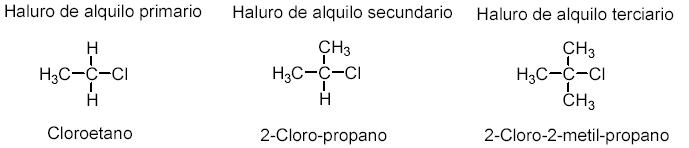 Haluro de alquilo primario
H
H₃C–C–Cl
H
Cloroetano
Haluro de alquilo secundario
CH₃
H₃C–C–Cl
H
2-Cloro-propano
Haluro de alquilo terciario
CH₃
H₃C–C–Cl
CH₃
2-Cloro-2-metil-propano